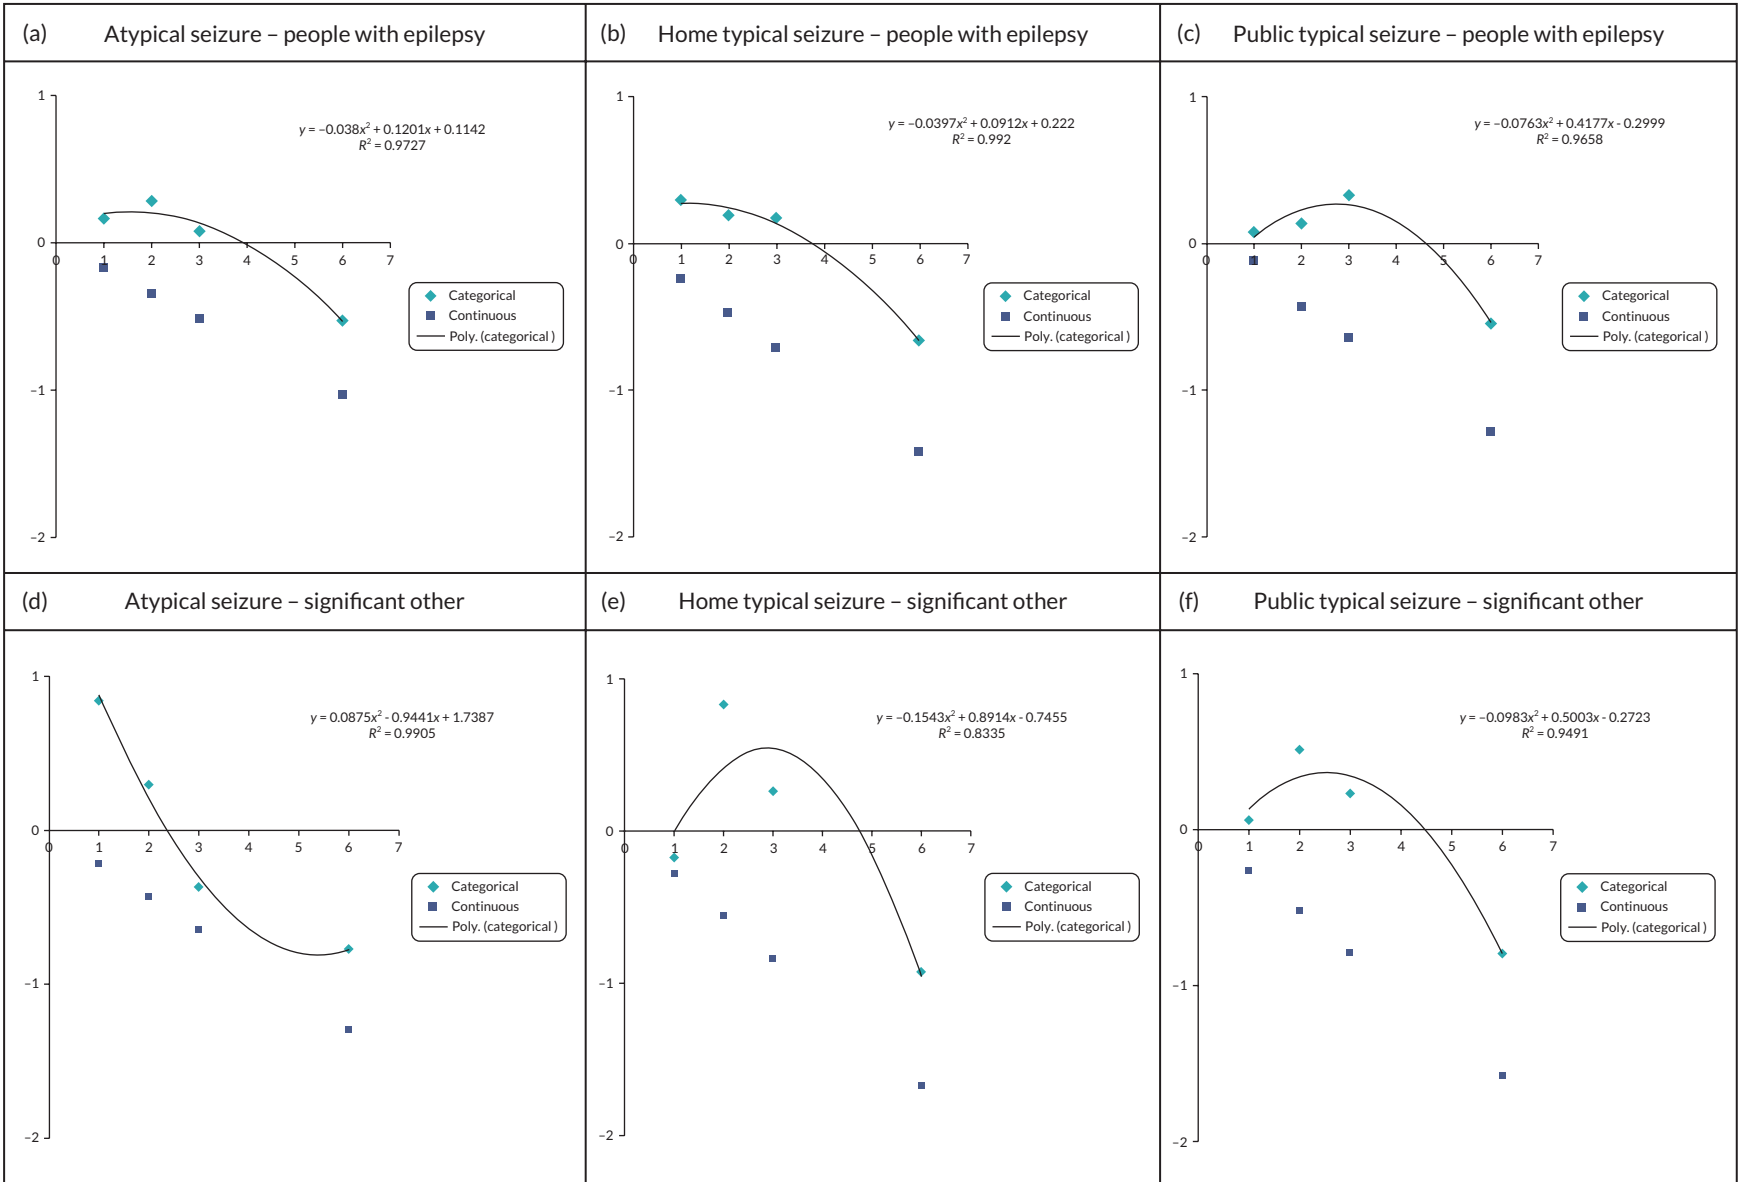 (a) Atypical seizure – people with epilepsy
1
y = –0.038x² + 0.1201x + 0.1142
R² = 0.9727
0
0 1 2 3 4 5 6 7
Categorical
Continuous
Poly. (categorical )
–1
–2
(b) Home typical seizure – people with epilepsy
1
y = –0.0397x² + 0.0912x + 0.222
R² = 0.992
0
0 1 2 3 4 5 6 7
Categorical
Continuous
Poly. (categorical )
–1
–2
(c) Public typical seizure – people with epilepsy
1
y = –0.0763x² + 0.4177x - 0.2999
R² = 0.9658
0
0 1 2 3 4 5 6 7
Categorical
Continuous
Poly. (categorical )
–1
–2
(d) Atypical seizure – significant other
1
y = 0.0875x² - 0.9441x + 1.7387
R² = 0.9905
0
0 1 2 3 4 5 6 7
Categorical
Continuous
Poly. (categorical )
–1
–2
(e) Home typical seizure – significant other
1
y = –0.1543x² + 0.8914x - 0.7455
R² = 0.8335
0
0 1 2 3 4 5 6 7
Categorical
Continuous
Poly. (categorical )
–1
–2
(f) Public typical seizure – significant other
1
y = –0.0983x² + 0.5003x - 0.2723
R² = 0.9491
0
0 1 2 3 4 5 6 7
Categorical
Continuous
Poly. (categorical )
–1
–2